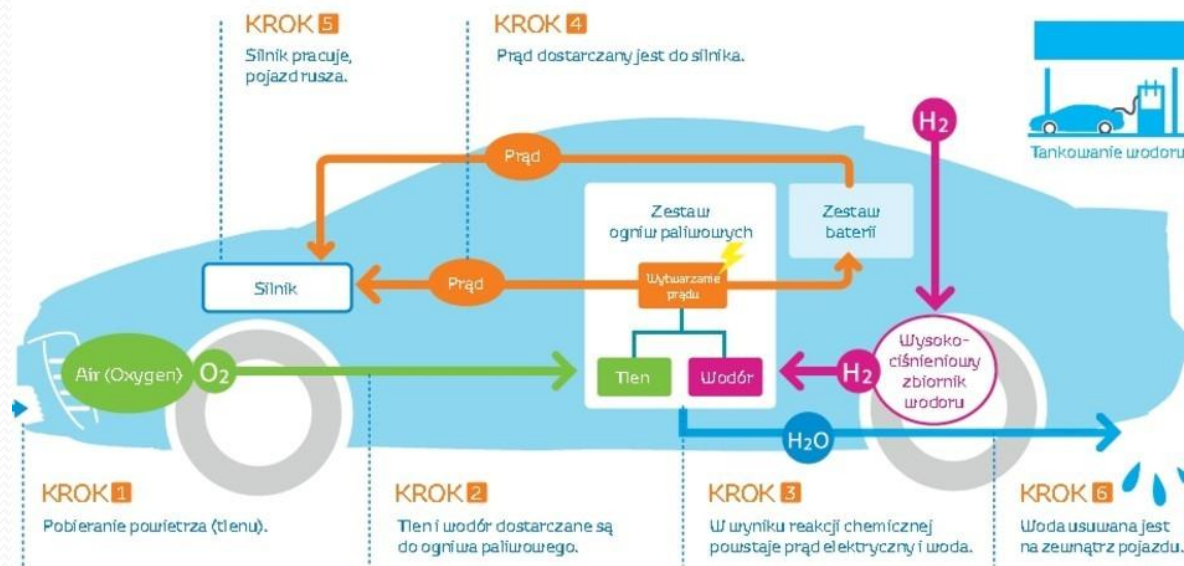 KROK 5
Silnik pracuje,
pojazd rusza.
KROK 4
Prąd dostarczany jest do silnika.
Tankowanie wodoru
H2
Prąd
Zestaw
ogniw paliwowych
Zestaw
baterii
Silnik
Prąd
Wytwarzanie
prądu
Air (Oxygen)
O2
Tlen
Wodór
H2
Wysoko-
ciśnieniowy
zbiornik
wodoru
H2O
KROK 1
Pobieranie powietrza (tlenu).
KROK 2
Tlen i wodór dostarczane są
do ogniwa paliwowego.
KROK 3
W wyniku reakcji chemicznej
powstaje prąd elektryczny i woda.
KROK 6
Woda usuwana jest
na zewnątrz pojazdu.